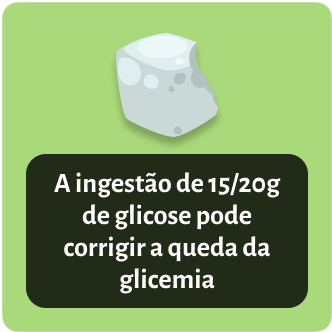 A ingestão de 15/20g
de glicose pode
corrigir a queda da
glicemia